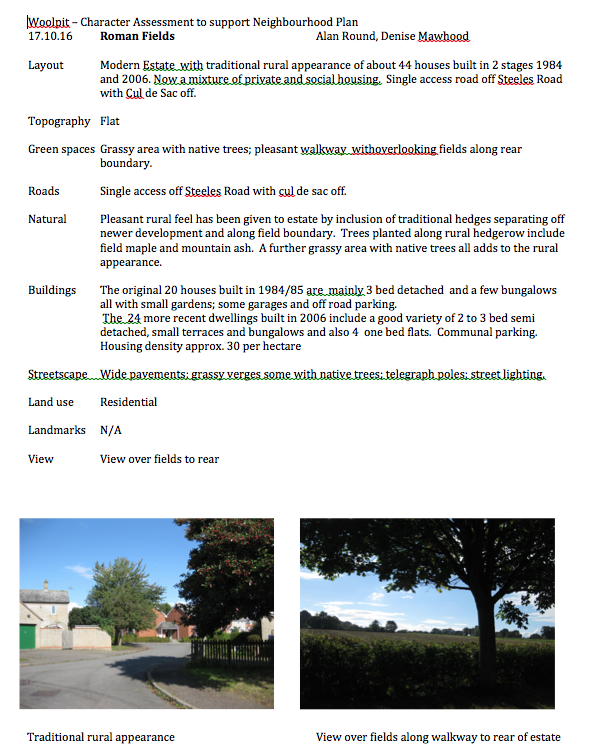 Woolpit – Character Assessment to support Neighbourhood Plan
17.10.16 Roman Fields Alan Round, Denise Mawhood
Layout Modern Estate with traditional rural appearance of about 44 houses built in 2 stages 1984
and 2006. Now a mixture of private and social housing. Single access road off Steeles Road
with Cul de Sac off.
Topography Flat
Green spaces Grassy area with native trees; pleasant walkway withoverlooking fields along rear
boundary.
Roads Single access off Steeles Road with cul de sac off.
Natural Pleasant rural feel has been given to estate by inclusion of traditional hedges separating off
newer development and along field boundary. Trees planted along rural hedgerow include
field maple and mountain ash. A further grassy area with native trees all adds to the rural
appearance.
Buildings The original 20 houses built in 1984/85 are mainly 3 bed detached and a few bungalows
all with small gardens; some garages and off road parking.
The 24 more recent dwellings built in 2006 include a good variety of 2 to 3 bed semi
detached, small terraces and bungalows and also 4 one bed flats. Communal parking.
Housing density approx. 30 per hectare
Streetscape Wide pavements; grassy verges some with native trees; telegraph poles; street lighting.
Land use Residential
Landmarks N/A
View View over fields to rear
Traditional rural appearance View over fields along walkway to rear of estate